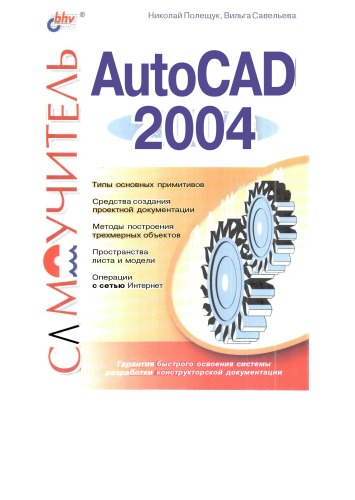 bhv®
Николай Полещук, Вильга Савельева
САМОУЧИТЕЛЬ
AutoCAD
2004
Типы основных примитивов
Средства создания
проектной документации
Методы построения
трехмерных объектов
Пространства
листа и модели
Операции
с сетью Интернет
Гарантия быстрого освоения системы
разработки конструкторской документации